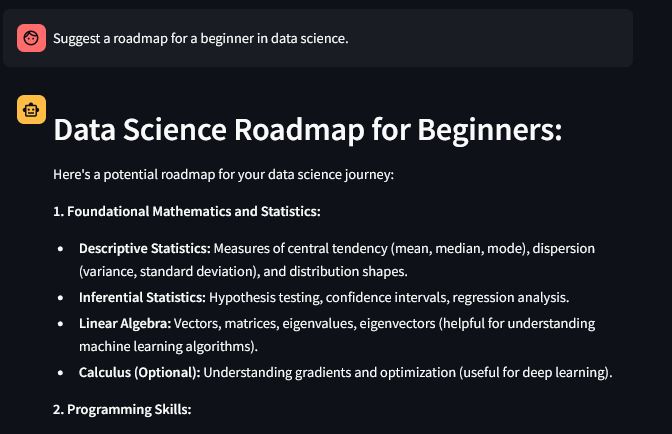 Suggest a roadmap for a beginner in data science.
Data Science Roadmap for Beginners:
Here's a potential roadmap for your data science journey:
1. Foundational Mathematics and Statistics:
• Descriptive Statistics: Measures of central tendency (mean, median, mode), dispersion
(variance, standard deviation), and distribution shapes.
• Inferential Statistics: Hypothesis testing, confidence intervals, regression analysis.
• Linear Algebra: Vectors, matrices, eigenvalues, eigenvectors (helpful for understanding
machine learning algorithms).
• Calculus (Optional): Understanding gradients and optimization (useful for deep learning).
2. Programming Skills: